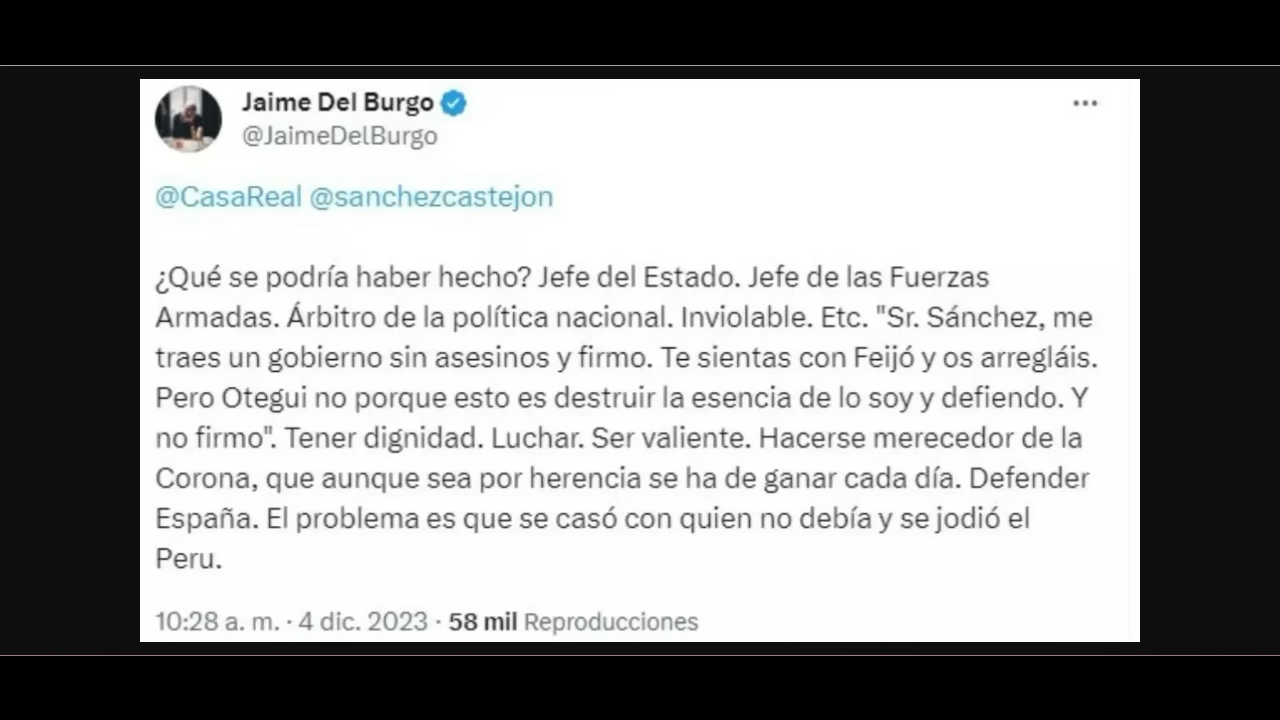 Jaime Del Burgo
@JaimeDelBurgo
@CasaReal @sanchezcastejon
¿Qué se podría haber hecho? Jefe del Estado. Jefe de las Fuerzas
Armadas. Árbitro de la política nacional. Inviolable. Etc. "Sr. Sánchez, me
traes un gobierno sin asesinos y firmo. Te sientas con Feijó y os arregláis.
Pero Otegui no porque esto es destruir la esencia de lo soy y defiendo. Y
no firmo". Tener dignidad. Luchar. Ser valiente. Hacerse merecedor de la
Corona, que aunque sea por herencia se ha de ganar cada día. Defender
España. El problema es que se casó con quien no debía y se jodió el
Peru.
10:28 a. m. · 4 dic. 2023 · 58 mil Reproducciones